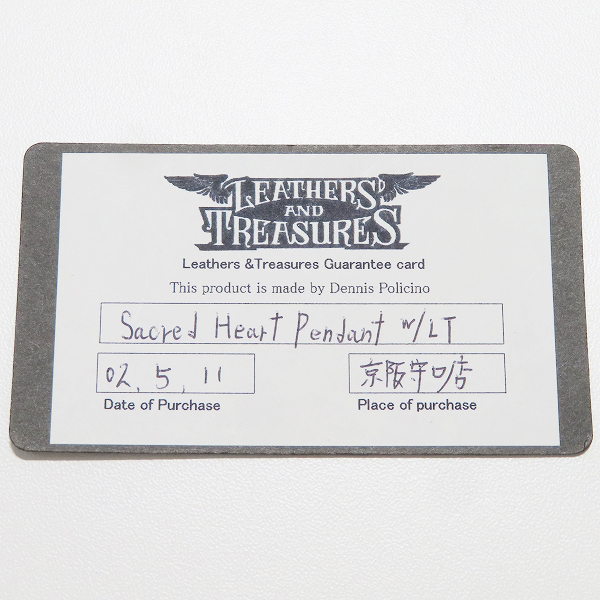 LEATHERS
AND
TREASURES
Leathers &Treasures Guarantee card
This product is made by Dennis Policino
Sacred Heart Pendant w/LT
02. 5. 11
京阪守口店
Date of Purchase
Place of purchase